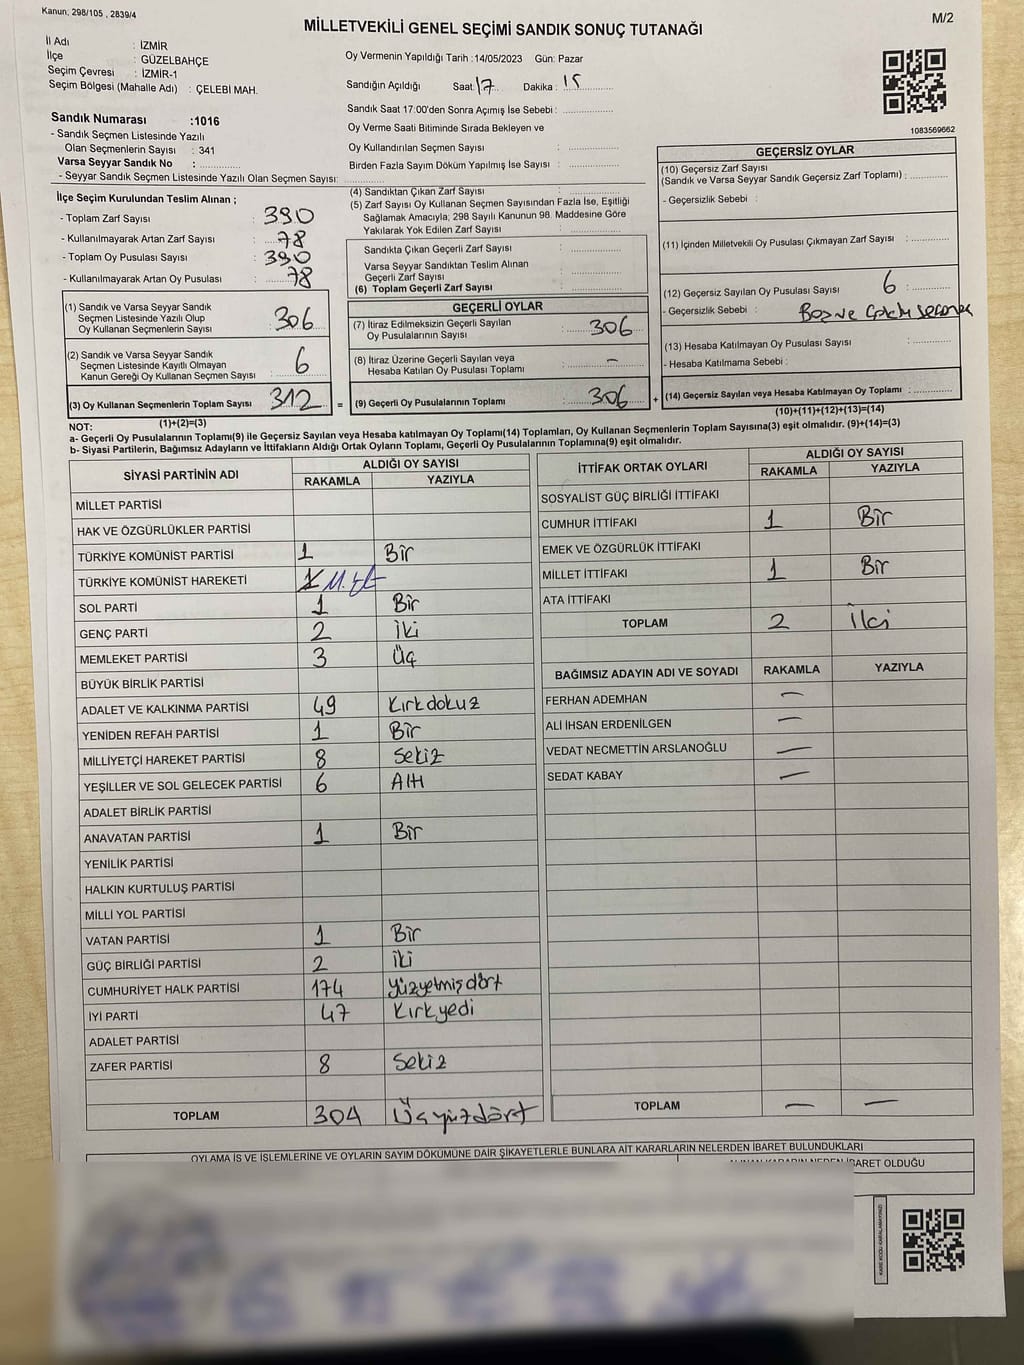 Kanun; 298/105 , 2839/4
MİLLETVEKİLİ GENEL SEÇİMİ SANDIK SONUÇ TUTANAĞI
M/2
İl Adı : İZMİR
İlçe : GÜZELBAHÇE
Seçim Çevresi : İZMİR-1
Seçim Bölgesi (Mahalle Adı) : ÇELEBİ MAH.
Sandık Numarası :1016
- Sandık Seçmen Listesinde Yazılı
Olan Seçmenlerin Sayısı : 341
Varsa Seyyar Sandık No :
- Seyyar Sandık Seçmen Listesinde Yazılı Olan Seçmen Sayısı:
Oy Vermenin Yapıldığı Tarih :14/05/2023 Gün: Pazar
Sandığın Açıldığı Saat: 17 Dakika : 15
Sandık Saat 17:00'den Sonra Açımış İse Sebebi :
Oy Verme Saati Bitiminde Sırada Bekleyen ve
Oy Kullandırılan Seçmen Sayısı :
Birden Fazla Sayım Döküm Yapılmış İse Sayısı :
1083569662
İlçe Seçim Kurulundan Teslim Alınan ;
- Toplam Zarf Sayısı : 390
- Kullanılmayarak Artan Zarf Sayısı : 78
- Toplam Oy Pusulası Sayısı : 390
- Kullanılmayarak Artan Oy Pusulası : 78
(1) Sandık ve Varsa Seyyar Sandık
Seçmen Listesinde Yazılı Olup
Oy Kullanan Seçmenlerin Sayısı : 306
(2) Sandık ve Varsa Seyyar Sandık
Seçmen Listesinde Kayıtlı Olmayan
Kanun Gereği Oy Kullanan Seçmen Sayısı : 6
(3) Oy Kullanan Seçmenlerin Toplam Sayısı 312
(1)+(2)=(3)
(4) Sandıktan Çıkan Zarf Sayısı :
(5) Zarf Sayısı Oy Kullanan Seçmen Sayısından Fazla İse, Eşitliği
Sağlamak Amacıyla; 298 Sayılı Kanunun 98. Maddesine Göre
Yakılarak Yok Edilen Zarf Sayısı :
Sandıkta Çıkan Geçerli Zarf Sayısı :
Varsa Seyyar Sandıktan Teslim Alınan
Geçerli Zarf Sayısı :
(6) Toplam Geçerli Zarf Sayısı :
GEÇERLİ OYLAR
(7) İtiraz Edilmeksizin Geçerli Sayılan
Oy Pusulalarının Sayısı : 306
(8) İtiraz Üzerine Geçerli Sayılan veya
Hesaba Katılan Oy Pusulası Toplamı : –
= (9) Geçerli Oy Pusulalarının Toplamı : 306 +
GEÇERSİZ OYLAR
(10) Geçersiz Zarf Sayısı
(Sandık ve Varsa Seyyar Sandık Geçersiz Zarf Toplamı) :
- Geçersizlik Sebebi :
(11) İçinden Milletvekili Oy Pusulası Çıkmayan Zarf Sayısı :
(12) Geçersiz Sayılan Oy Pusulası Sayısı : 6
- Geçersizlik Sebebi : Boş ve
(13) Hesaba Katılmayan Oy Pusulası Sayısı :
- Hesaba Katılmama Sebebi :
(14) Geçersiz Sayılan veya Hesaba Katılmayan Oy Toplamı :
(10)+(11)+(12)+(13)=(14)
NOT:
a- Geçerli Oy Pusulalarının Toplamı(9) ile Geçersiz Sayılan veya Hesaba katılmayan Oy Toplamı(14) Toplamları, Oy Kullanan Seçmenlerin Toplam Sayısına(3) eşit olmalıdır. (9)+(14)=(3)
b- Siyasi Partilerin, Bağımsız Adayların ve İttifakların Aldığı Ortak Oyların Toplamı, Geçerli Oy Pusulalarının Toplamına(9) eşit olmalıdır.
SİYASİ PARTİNİN ADI ALDIĞI OY SAYISI
RAKAMLA YAZIYLA
MİLLET PARTİSİ
HAK VE ÖZGÜRLÜKLER PARTİSİ
TÜRKİYE KOMÜNİST PARTİSİ 1 Bir
TÜRKİYE KOMÜNİST HAREKETİ
SOL PARTİ 1 Bir
GENÇ PARTİ 2 İki
MEMLEKET PARTİSİ 3 Üç
BÜYÜK BİRLİK PARTİSİ
ADALET VE KALKINMA PARTİSİ 49 Kırkdokuz
YENİDEN REFAH PARTİSİ 1 Bir
MİLLİYETÇİ HAREKET PARTİSİ 8 Sekiz
YEŞİLLER VE SOL GELECEK PARTİSİ 6 Altı
ADALET BİRLİK PARTİSİ
ANAVATAN PARTİSİ 1 Bir
YENİLİK PARTİSİ
HALKIN KURTULUŞ PARTİSİ
MİLLİ YOL PARTİSİ
VATAN PARTİSİ 1 Bir
GÜÇ BİRLİĞİ PARTİSİ 2 iki
CUMHURİYET HALK PARTİSİ 174 yüzyetmişdört
İYİ PARTİ 47 Kırkyedi
ADALET PARTİSİ
ZAFER PARTİSİ 8 Sekiz
TOPLAM 304 Üçyüzdört
İTTİFAK ORTAK OYLARI ALDIĞI OY SAYISI
RAKAMLA YAZIYLA
SOSYALİST GÜÇ BİRLİĞİ İTTİFAKI
CUMHUR İTTİFAKI 1 Bir
EMEK VE ÖZGÜRLÜK İTTİFAKI
MİLLET İTTİFAKI 1 Bir
ATA İTTİFAKI
TOPLAM 2 İki
BAĞIMSIZ ADAYIN ADI VE SOYADI RAKAMLA YAZIYLA
FERHAN ADEMHAN –
ALİ İHSAN ERDENİLGEN –
VEDAT NECMETTİN ARSLANOĞLU –
SEDAT KABAY –
TOPLAM – –
OYLAMA İŞ VE İŞLEMLERİNE VE OYLARIN SAYIM DÖKÜMÜNE DAİR ŞİKAYETLERLE BUNLARA AİT KARARLARIN NELERDEN İBARET BULUNDUKLARI
İBARET OLDUĞU
KARE KODU KARALAMAYINIZ!